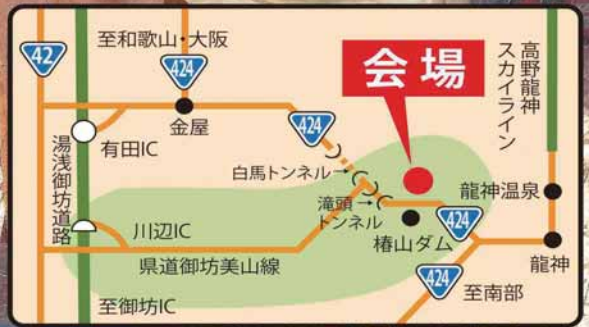 42
至和歌山・大阪
424
会場
高野龍神
スカイライン
金屋
424
有田IC
湯浅御坊道路
白馬トンネル→
滝頭→
トンネル
龍神温泉
川辺IC
424
椿山ダム
県道御坊美山線
龍神
424
至南部
至御坊IC